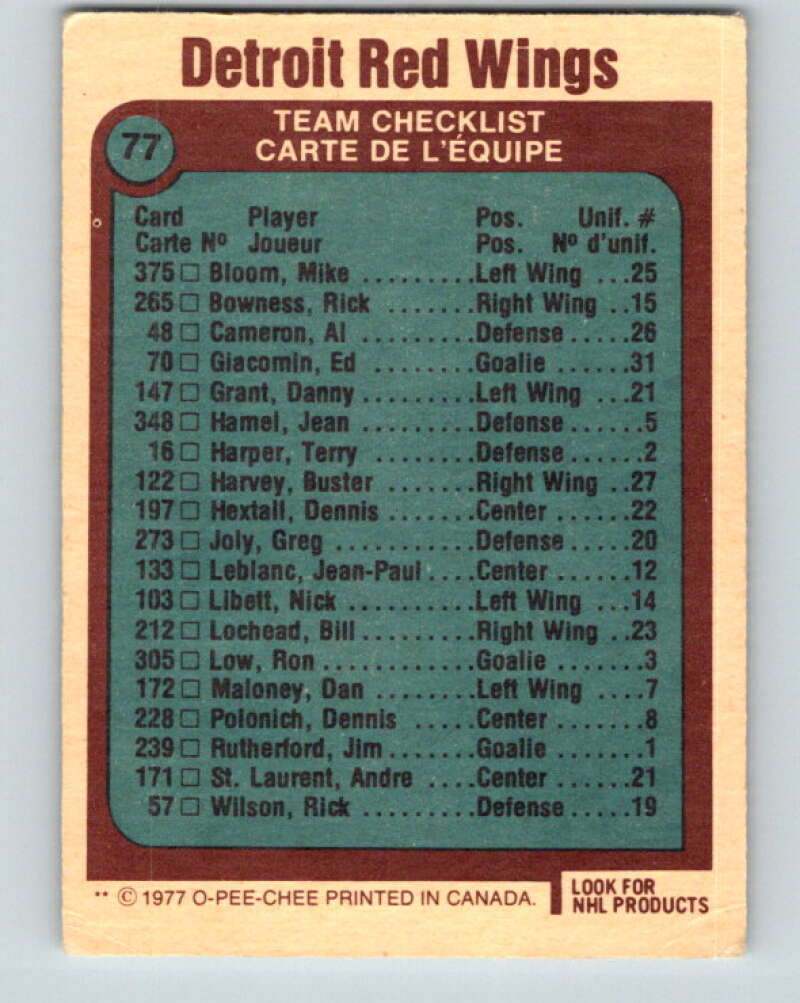 Detroit Red Wings
77
TEAM CHECKLIST
CARTE DE L'ÉQUIPE
Card Player Pos. Unif. #
Carte Nº Joueur Pos. Nº d'unif.
375 □ Bloom, Mike .........Left Wing ...25
265 □ Bowness, Rick .......Right Wing ..15
48 □ Cameron, Al .........Defense......26
70 □ Giacomin, Ed ........Goalie ......31
147 □ Grant, Danny.........Left Wing ...21
348 □ Hamel, Jean .........Defense......5
16 □ Harper, Terry ........Defense......2
122 □ Harvey, Buster .......Right Wing ..27
197 □ Hextall, Dennis .......Center ......22
273 □ Joly, Greg ...........Defense.....20
133 □ Leblanc, Jean-Paul ....Center ......12
103 □ Libett, Nick ..........Left Wing ...14
212 □ Lochead, Bill.........Right Wing ..23
305 □ Low, Ron............Goalie .......3
172 □ Maloney, Dan ........Left Wing ....7
228 □ Polonich, Dennis .....Center .......8
239 □ Rutherford, Jim.......Goalie .......1
171 □ St. Laurent, Andre ....Center ......21
57 □ Wilson, Rick .........Defense.....19
** © 1977 O-PEE-CHEE PRINTED IN CANADA.
LOOK FOR
NHL PRODUCTS